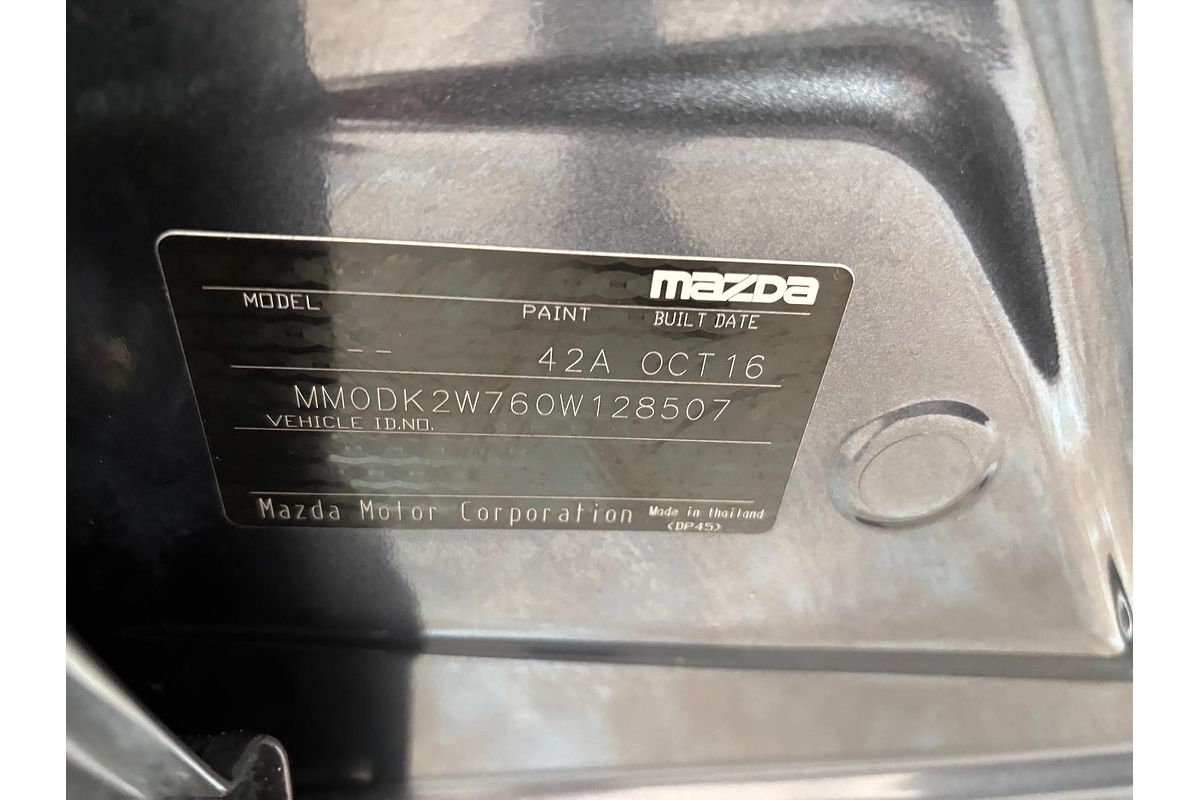 mazda
MODEL PAINT BUILT DATE
-- 42A OCT16
MM0DK2W760W128507
VEHICLE ID.NO.
Mazda Motor Corporation Made in thailand
<DP45>